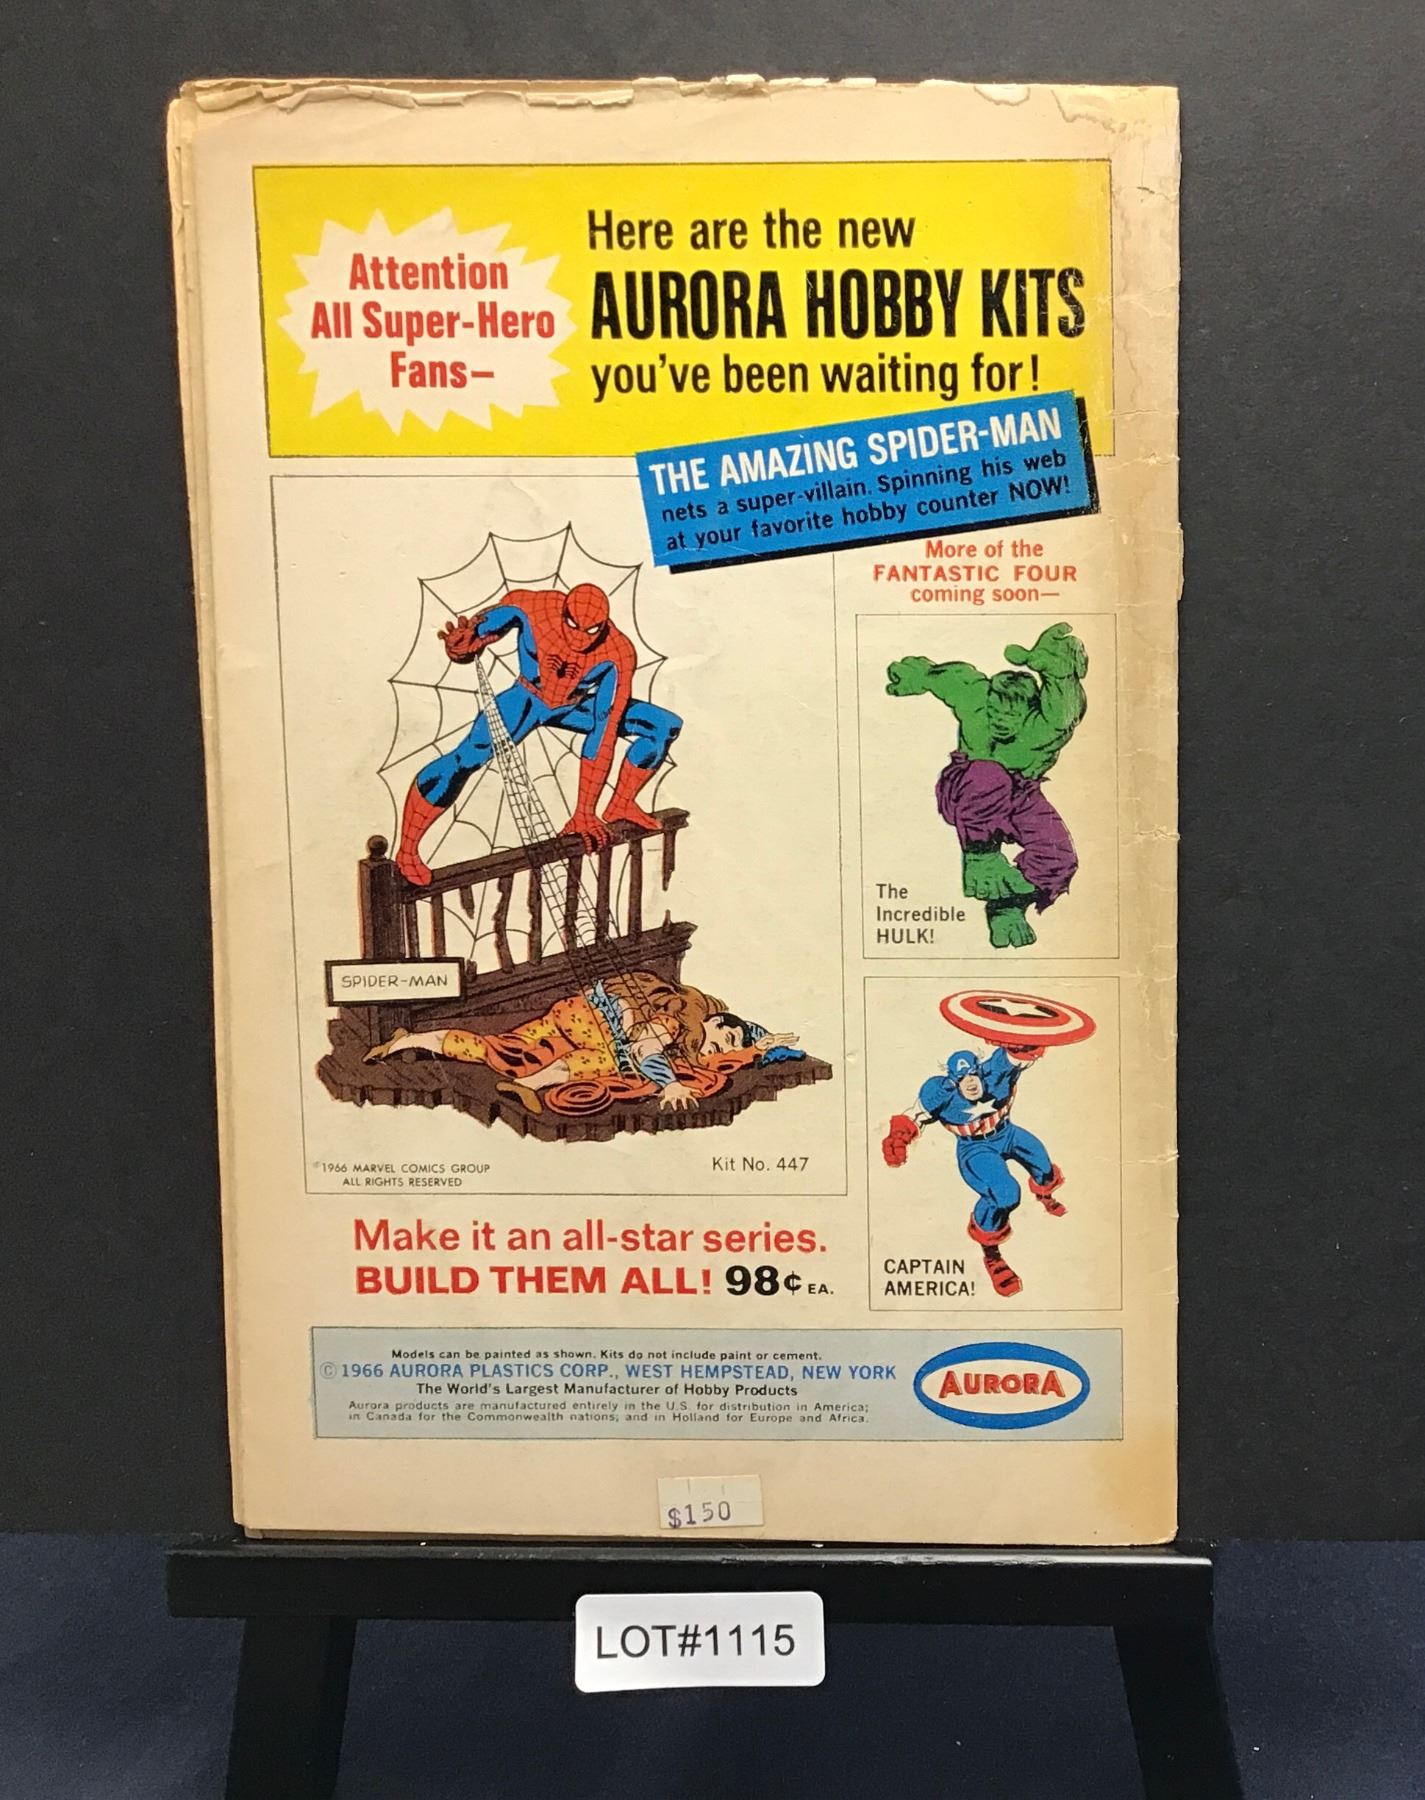 Attention
All Super-Hero
Fans—
Here are the new
AURORA HOBBY KITS
you've been waiting for!
THE AMAZING SPIDER-MAN
nets a super-villain. Spinning his web
at your favorite hobby counter NOW!
More of the
FANTASTIC FOUR
coming soon—
The
Incredible
HULK!
SPIDER-MAN
A
CAPTAIN
AMERICA!
©1966 MARVEL COMICS GROUP
ALL RIGHTS RESERVED
Kit No. 447
Make it an all-star series.
BUILD THEM ALL! 98¢ EA.
Models can be painted as shown. Kits do not include paint or cement.
©1966 AURORA PLASTICS CORP., WEST HEMPSTEAD, NEW YORK
The World's Largest Manufacturer of Hobby Products
Aurora products are manufactured entirely in the U.S. for distribution in America;
in Canada for the Commonwealth nations; and in Holland for Europe and Africa.
AURORA
$150
LOT#1115